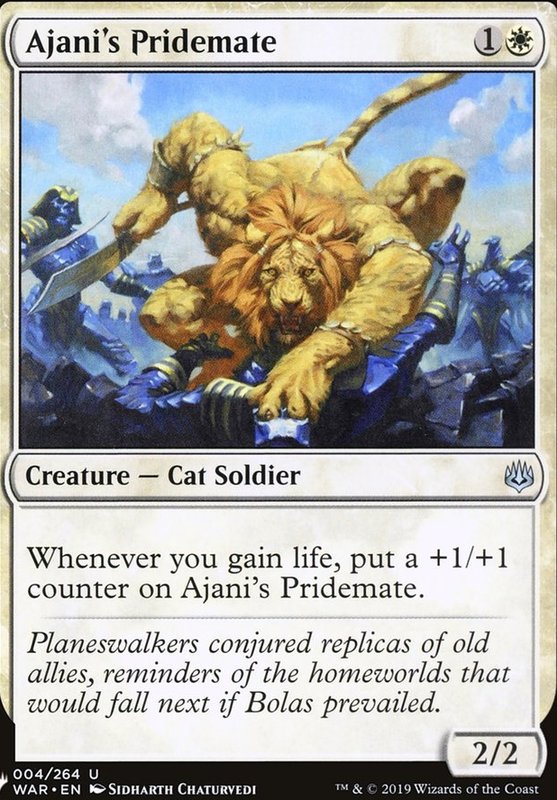 Ajani's Pridemate 1
Creature — Cat Soldier
Whenever you gain life, put a +1/+1
counter on Ajani's Pridemate.
Planeswalkers conjured replicas of old
allies, reminders of the homeworlds that
would fall next if Bolas prevailed.
2/2
004/264 U
WAR • EN Sidharth Chaturvedi
™ & © 2019 Wizards of the Coast